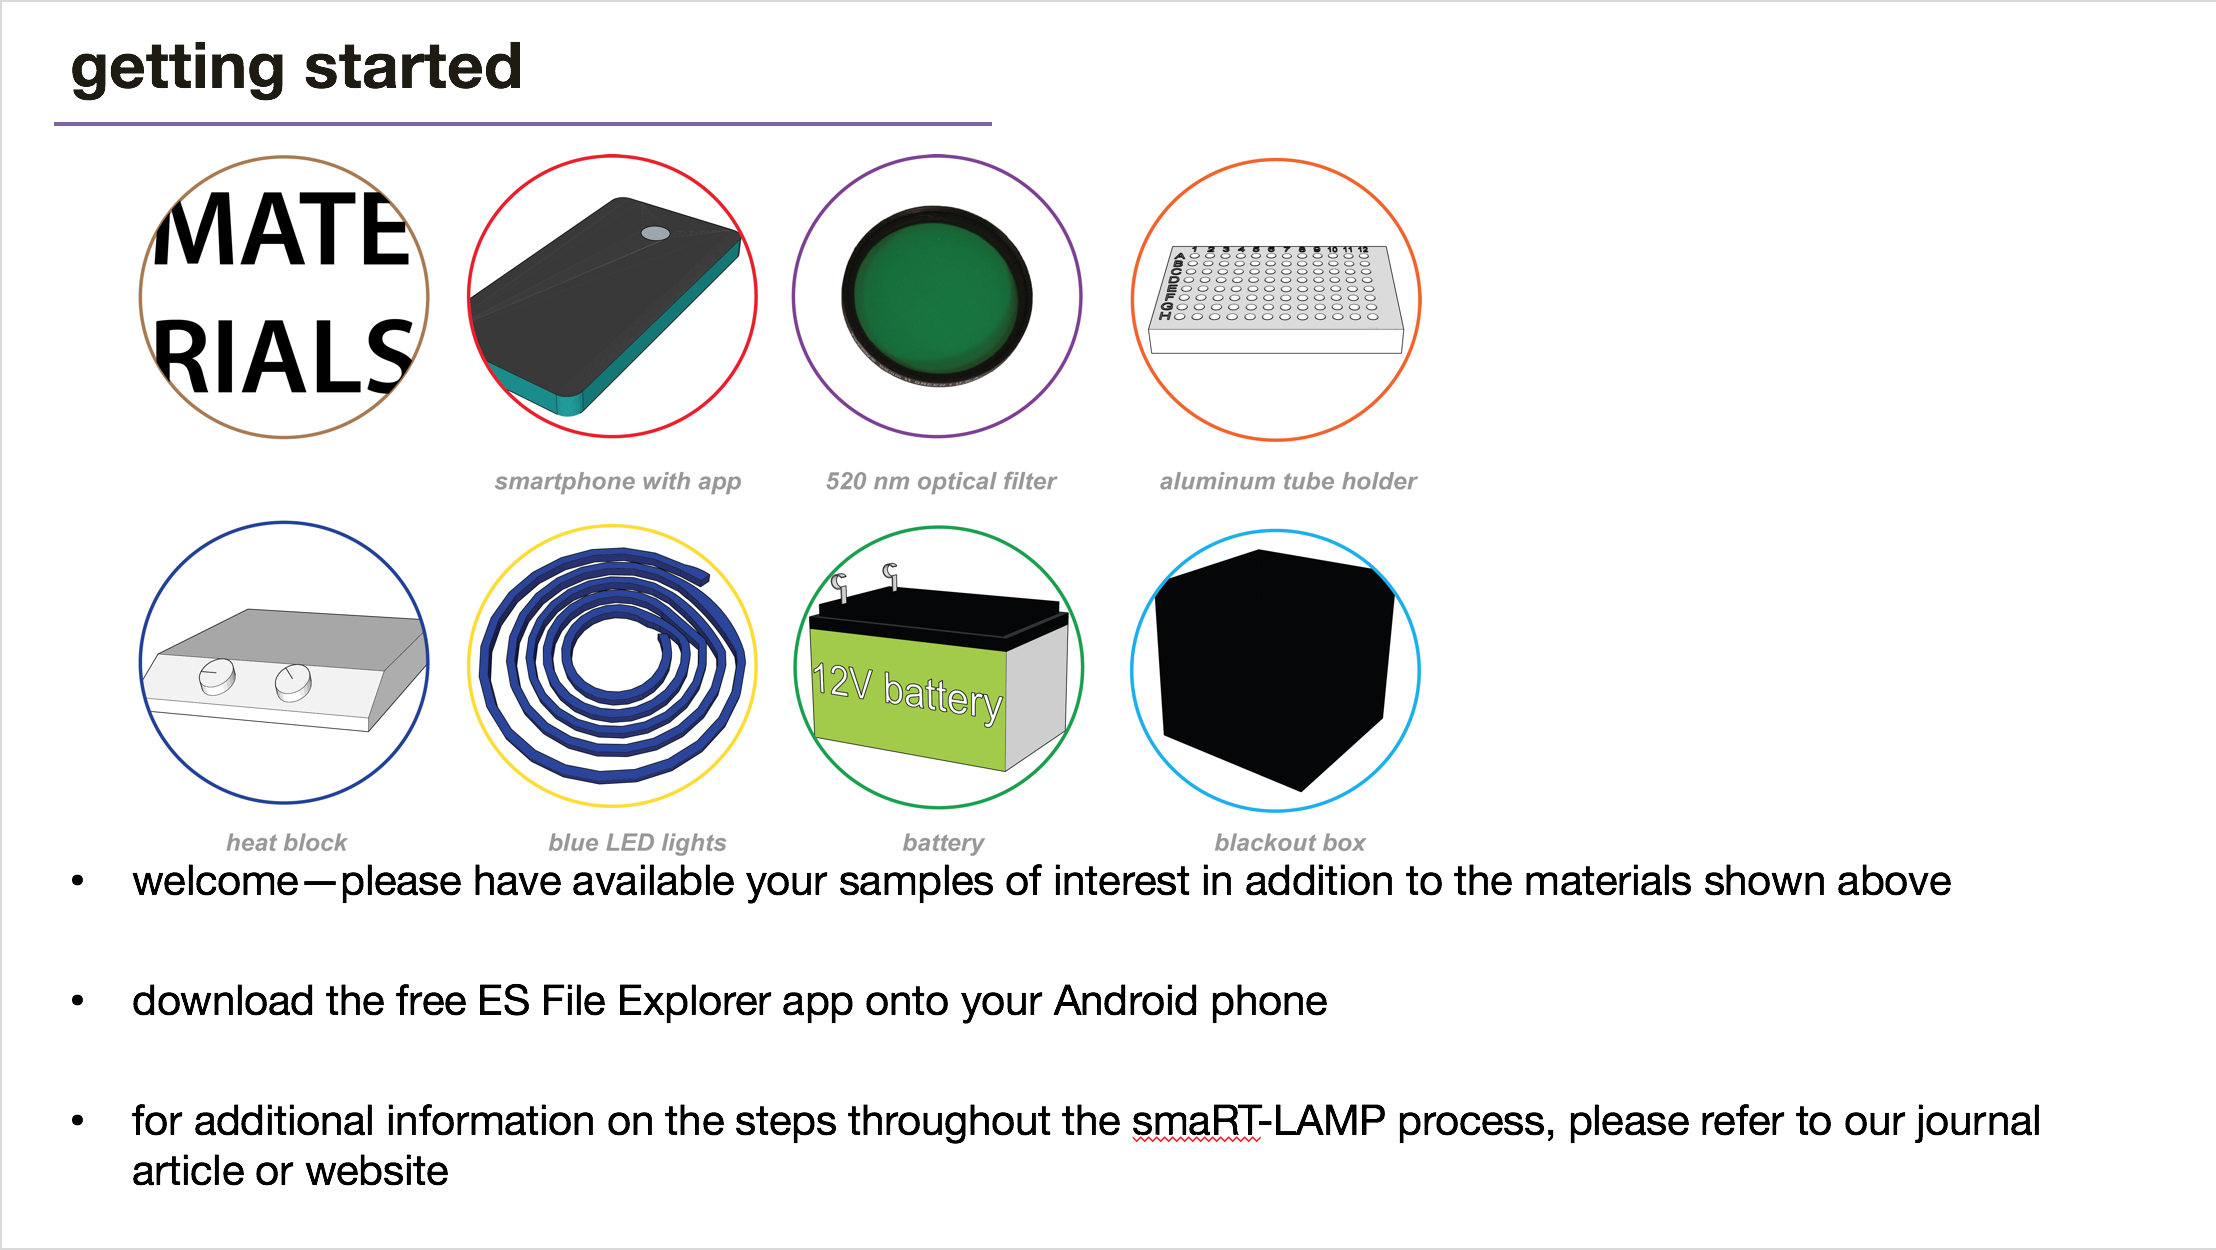 getting started
MATE
RIALS
1 2 3 4 5 6 7 8 9 10 11 12
A
B
C
D
E
F
G
H
smartphone with app
520 nm optical filter
aluminum tube holder
12V battery
heat block
blue LED lights
battery
blackout box
• welcome—please have available your samples of interest in addition to the materials shown above
• download the free ES File Explorer app onto your Android phone
• for additional information on the steps throughout the smaRT-LAMP process, please refer to our journal
article or website